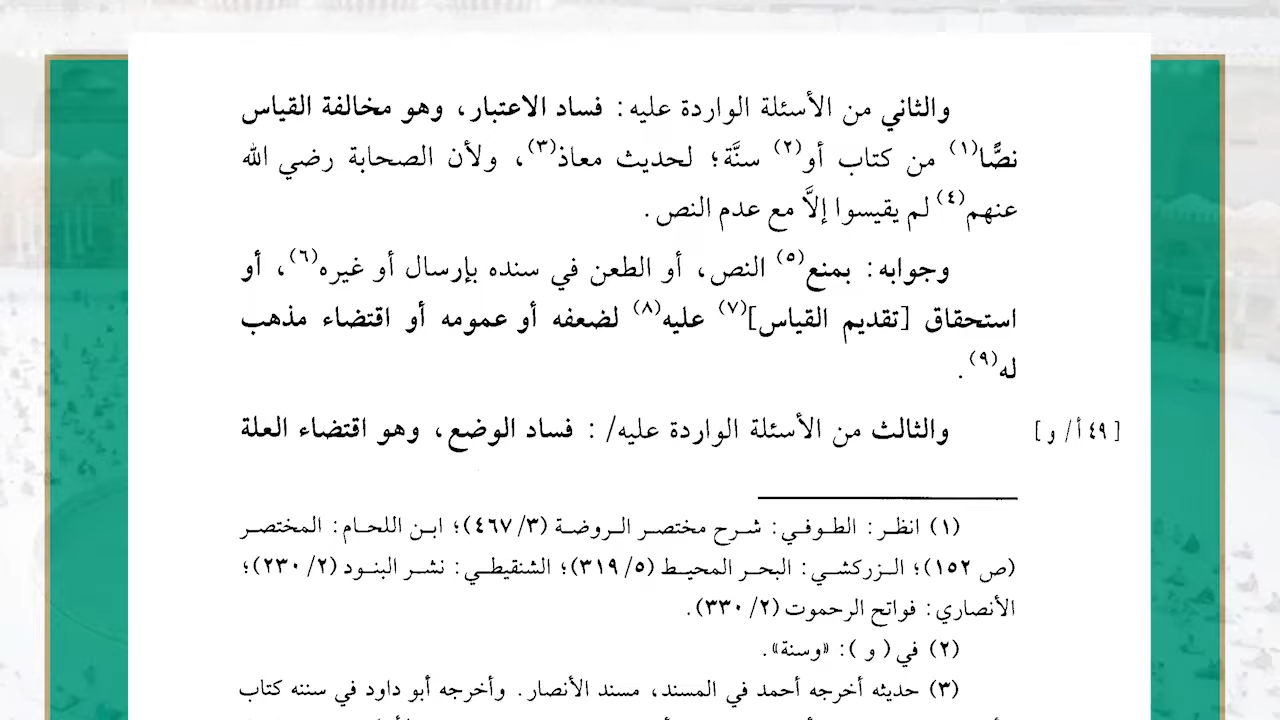 والثاني من الأسئلة الواردة عليه: فساد الاعتبار، وهو مخالفة القياس
نصًّا(١) من كتاب أو(٢) سنَّة؛ لحديث معاذ(٣)، ولأن الصحابة رضي الله
عنهم(٤) لم يقيسوا إلاَّ مع عدم النص.
وجوابه: بمنع(٥) النص، أو الطعن في سنده بإرسال أو غيره(٦)، أو
استحقاق [تقديم القياس](٧) عليه(٨) لضعفه أو عمومه أو اقتضاء مذهب
له(٩).
والثالث من الأسئلة الواردة عليه/: فساد الوضع، وهو اقتضاء العلة
[٤٩أ/ و]
(١) انظر: الطوفي: شرح مختصر الروضة (٣/ ٤٦٧)؛ ابن اللحام: المختصر
(ص ١٥٢)؛ الزركشي: البحر المحيط (٥/ ٣١٩)؛ الشنقيطي: نشر البنود (٢/ ٢٣٠)؛
الأنصاري: فواتح الرحموت (٢/ ٣٣٠).
(٢) في ( و ): «وسنة».
(٣) حديثه أخرجه أحمد في المسند، مسند الأنصار. وأخرجه أبو داود في سننه كتاب